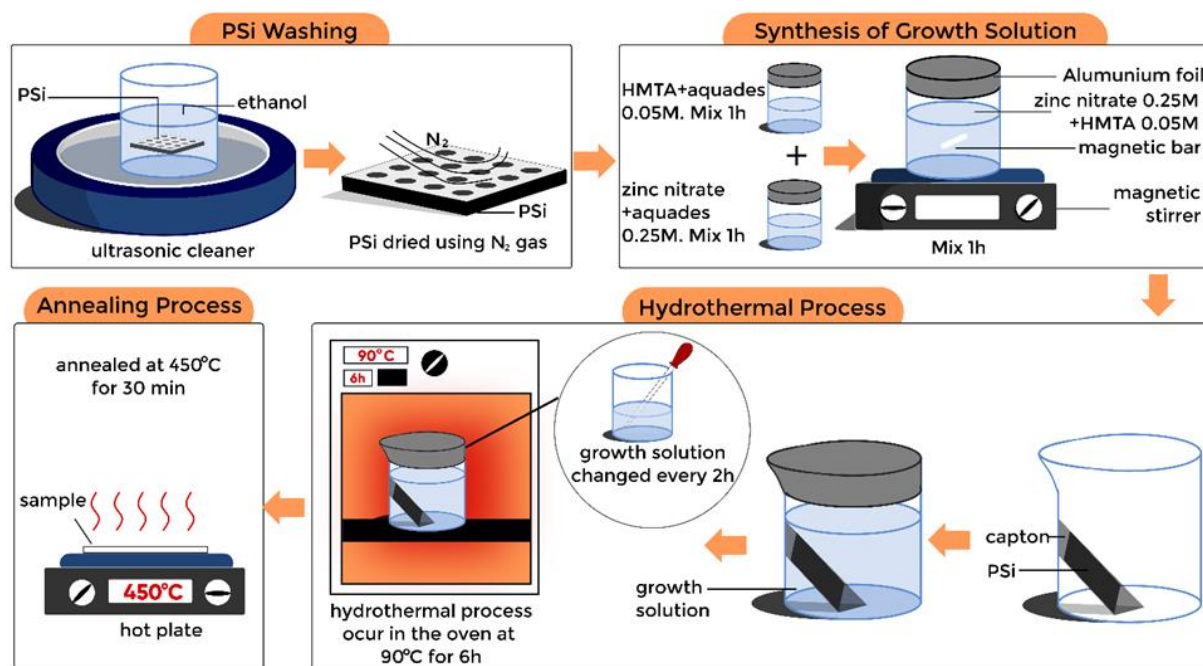 PSi Washing
PSi
ethanol
ultrasonic cleaner
N₂
PSi
PSi dried using N₂ gas
Synthesis of Growth Solution
HMTA+aquades
0.05M. Mix 1h
+
zinc nitrate
+aquades
0.25M. Mix 1h
Alumunium foil
zinc nitrate 0.25M
+HMTA 0.05M
magnetic bar
magnetic
stirrer
Mix 1h
Hydrothermal Process
capton
PSi
growth
solution
growth solution
changed every 2h
90°C
6h
hydrothermal process
occur in the oven at
90°C for 6h
Annealing Process
annealed at 450°C
for 30 min
sample
450°C
hot plate